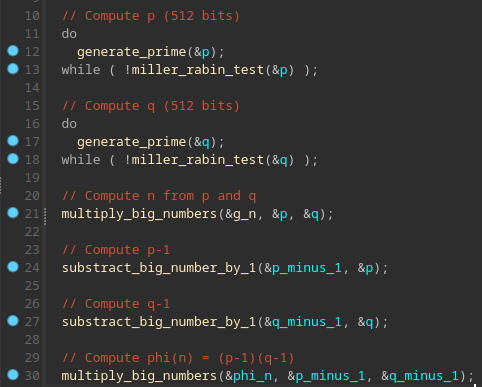 10 // Compute p (512 bits)
11 do
12 generate_prime(&p);
13 while ( !miller_rabin_test(&p) );
14
15 // Compute q (512 bits)
16 do
17 generate_prime(&q);
18 while ( !miller_rabin_test(&q) );
19
20 // Compute n from p and q
21 multiply_big_numbers(&g_n, &p, &q);
22
23 // Compute p-1
24 substract_big_number_by_1(&p_minus_1, &p);
25
26 // Compute q-1
27 substract_big_number_by_1(&q_minus_1, &q);
28
29 // Compute phi(n) = (p-1)(q-1)
30 multiply_big_numbers(&phi_n, &p_minus_1, &q_minus_1);